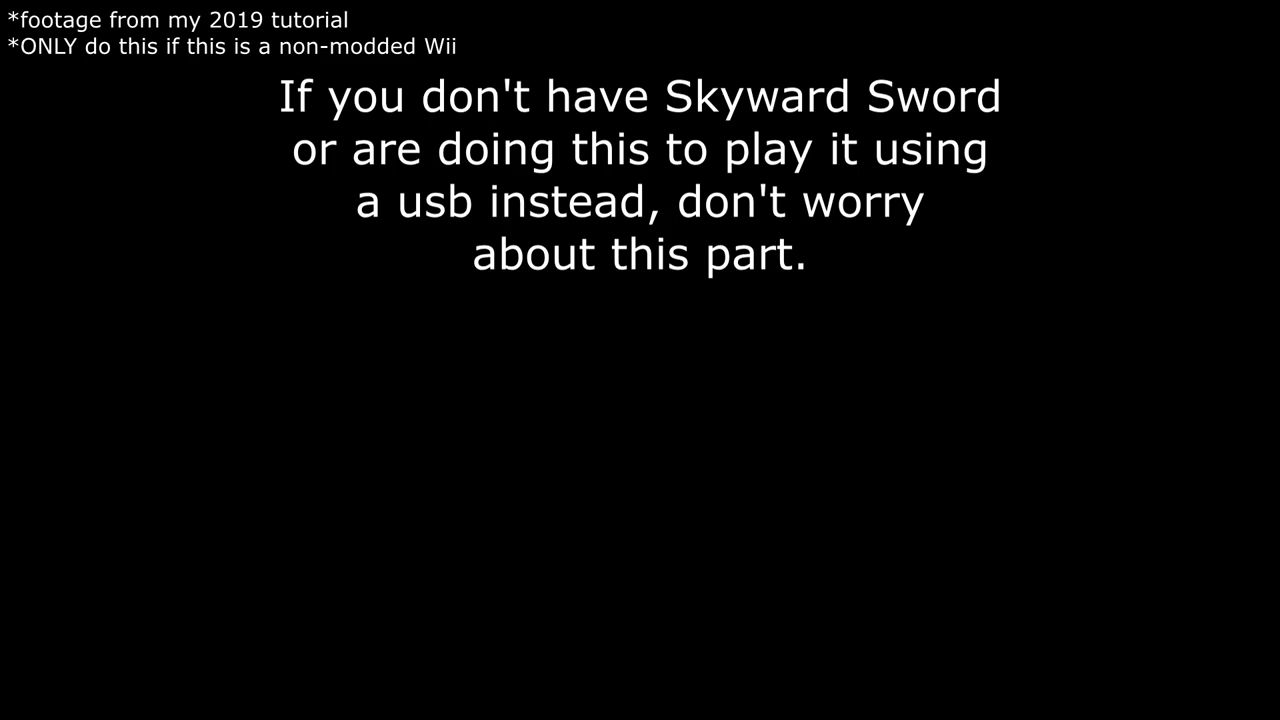 *footage from my 2019 tutorial
*ONLY do this if this is a non-modded Wii
If you don't have Skyward Sword
or are doing this to play it using
a usb instead, don't worry
about this part.